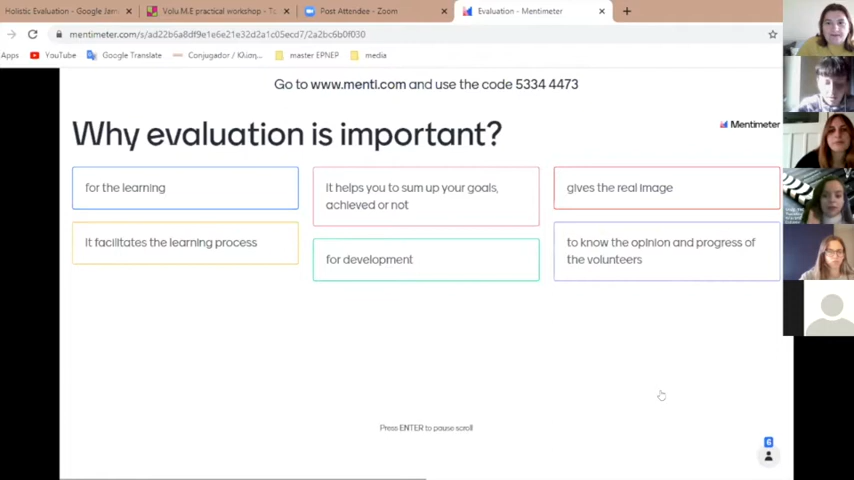 Holistic Evaluation - Google Jam
Volu.M.E practical workshop - To
Post Attendee - Zoom
Evaluation - Mentimeter
mentimeter.com/s/ad22b6a8df9e1e6e21e32d2a1c05ecd7/2a2bc6b0f030
Apps
YouTube
Google Translate
Conjugador / Κλίση...
master EPNEP
media
Go to www.menti.com and use the code 5334 4473
Why evaluation is important?
Mentimeter
for the learning
It helps you to sum up your goals,
achieved or not
gives the real image
It facilitates the learning process
for development
to know the opinion and progress of
the volunteers
Press ENTER to pause scroll
6